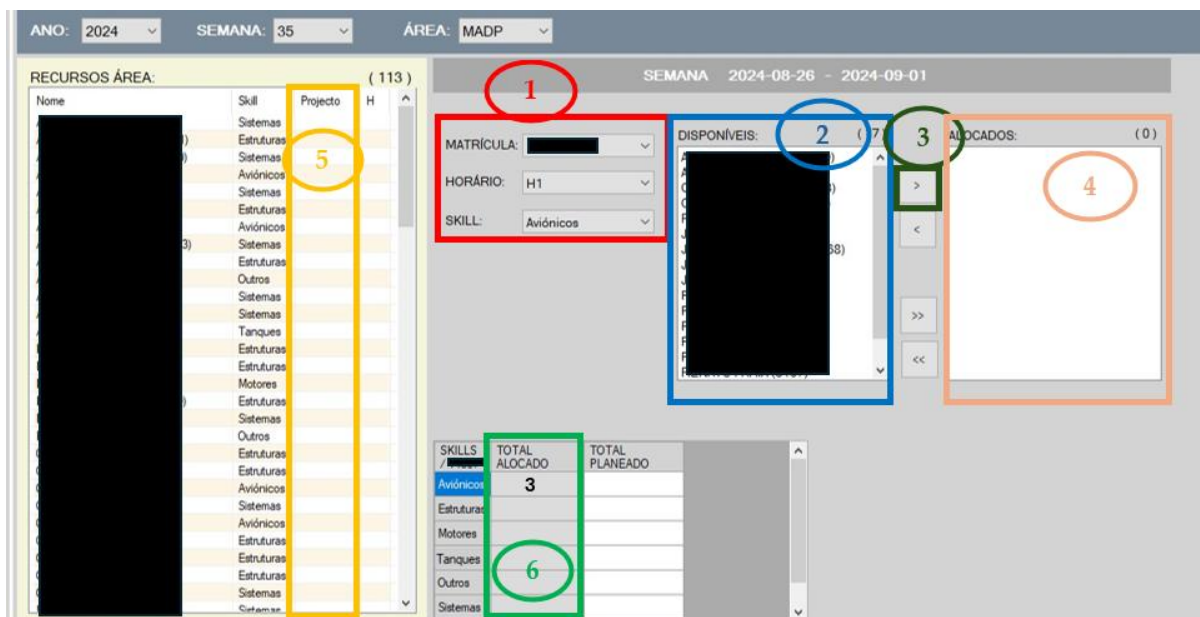 ANO: 2024 SEMANA: 35 ÁREA: MADP
RECURSOS ÁREA: ( 113 )
Nome Skill Projecto H
Sistemas
Estruturas
Sistemas
Aviónicos
Sistemas
Estruturas
Aviónicos
3) Sistemas
Estruturas
Outros
Sistemas
Sistemas
Tanques
Estruturas
Estruturas
Motores
Estruturas
Sistemas
Outros
Estruturas
Estruturas
Aviónicos
Sistemas
Aviónicos
Estruturas
Estruturas
Estruturas
Sistemas
Sistemas
5
SEMANA 2024-08-26 - 2024-09-01
1
MATRÍCULA:
HORÁRIO: H1
SKILL: Aviónicos
DISPONÍVEIS: 2
68)
3
>
<
>>
<<
ALOCADOS: (0)
4
SKILLS / TOTAL ALOCADO TOTAL PLANEADO
Aviónicos 3
Estruturas
Motores
Tanques
Outros
Sistemas
6